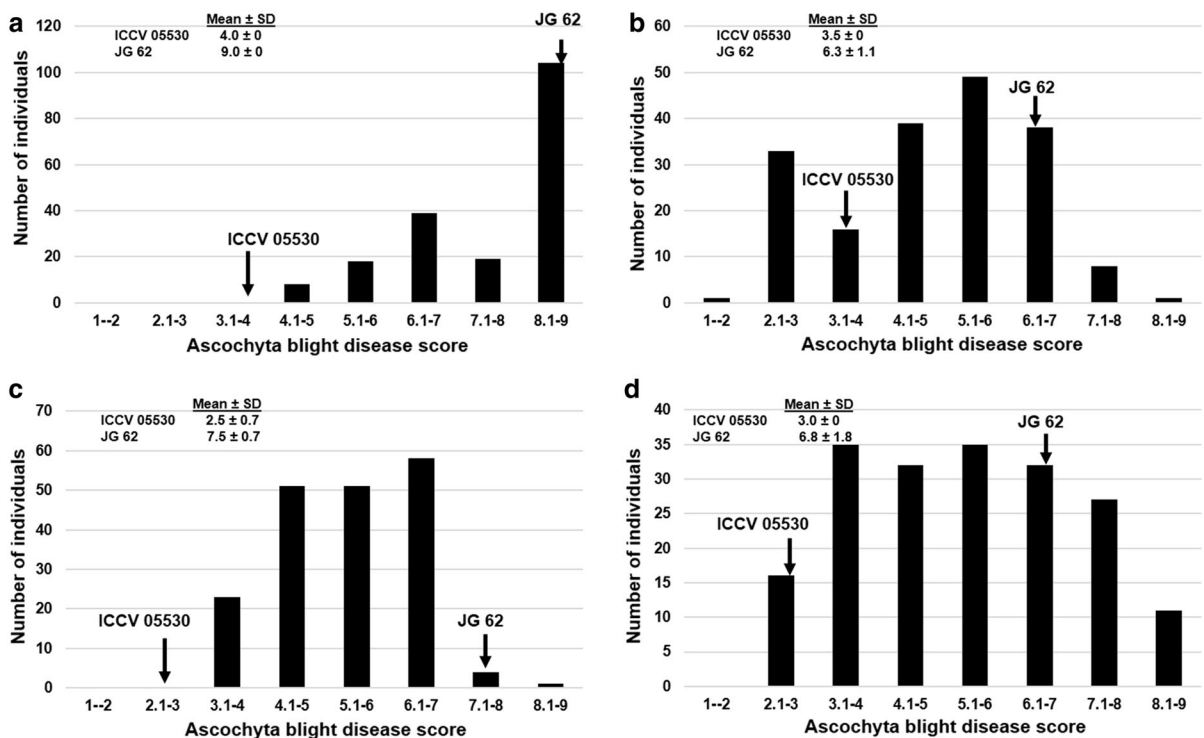 a
Mean ± SD
ICCV 05530 4.0 ± 0
JG 62 9.0 ± 0
JG 62
ICCV 05530
Number of individuals
120
100
80
60
40
20
0
1--2 2.1-3 3.1-4 4.1-5 5.1-6 6.1-7 7.1-8 8.1-9
Ascochyta blight disease score
b
Mean ± SD
ICCV 05530 3.5 ± 0
JG 62 6.3 ± 1.1
JG 62
ICCV 05530
Number of individuals
60
50
40
30
20
10
0
1--2 2.1-3 3.1-4 4.1-5 5.1-6 6.1-7 7.1-8 8.1-9
Ascochyta blight disease score
c
Mean ± SD
ICCV 05530 2.5 ± 0.7
JG 62 7.5 ± 0.7
ICCV 05530
JG 62
Number of individuals
70
60
50
40
30
20
10
0
1--2 2.1-3 3.1-4 4.1-5 5.1-6 6.1-7 7.1-8 8.1-9
Ascochyta blight disease score
d
Mean ± SD
ICCV 05530 3.0 ± 0
JG 62 6.8 ± 1.8
JG 62
ICCV 05530
Number of individuals
40
35
30
25
20
15
10
5
0
1--2 2.1-3 3.1-4 4.1-5 5.1-6 6.1-7 7.1-8 8.1-9
Ascochyta blight disease score